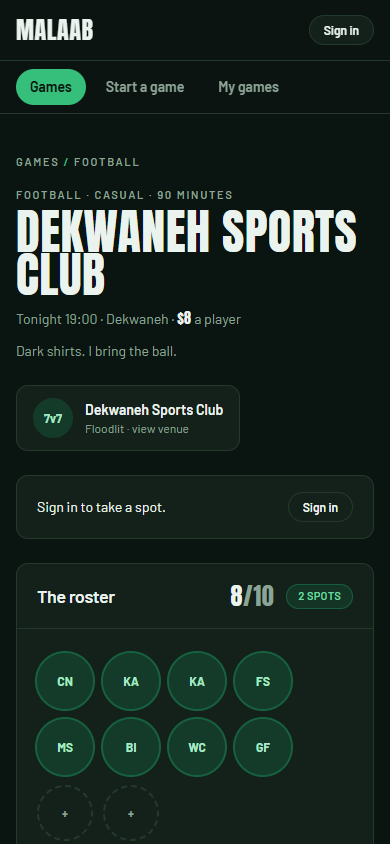 MALAAB
Sign in
Games
Start a game
My games
GAMES / FOOTBALL
FOOTBALL · CASUAL · 90 MINUTES
DEKWANEH SPORTS
CLUB
Tonight 19:00 · Dekwaneh · $8 a player
Dark shirts. I bring the ball.
7v7
Dekwaneh Sports Club
Floodlit · view venue
Sign in to take a spot.
Sign in
The roster
8/10
2 SPOTS
CN
KA
KA
FS
MS
BI
WC
GF
+
+